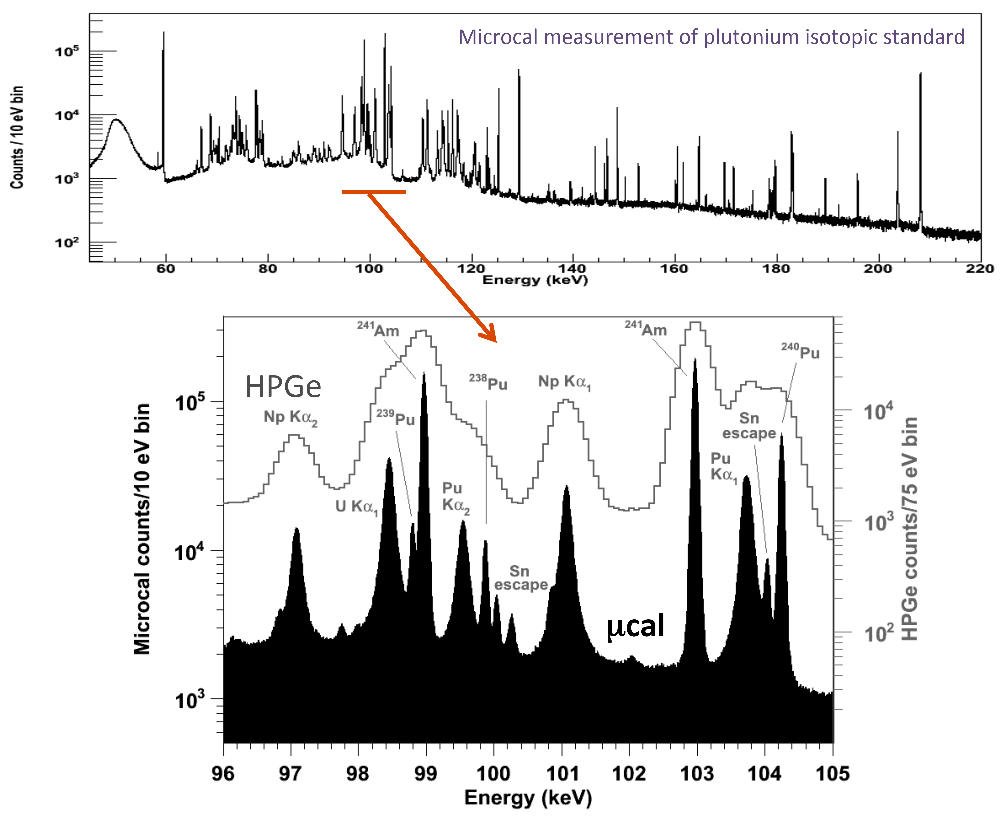 Microcal measurement of plutonium isotopic standard
Counts / 10 eV bin
10⁵
10⁴
10³
10²
60 80 100 120 140 160 180 200 220
Energy (keV)
HPGe
Np Kα₂
²⁴¹Am
²³⁹Pu
U Kα₁
Pu
Kα₂
²³⁸Pu
Sn
escape
Np Kα₁
²⁴¹Am
Pu
Kα₁
Sn
escape
²⁴⁰Pu
µcal
Microcal counts/10 eV bin
10⁵
10⁴
10³
HPGe counts/75 eV bin
10⁴
10³
10²
96 97 98 99 100 101 102 103 104 105
Energy (keV)